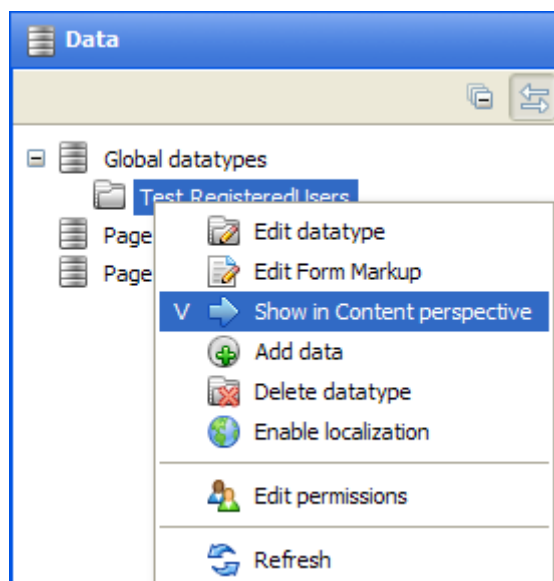 Data
Global datatypes
Test.RegisteredUsers
Page
Page
Edit datatype
Edit Form Markup
V Show in Content perspective
Add data
Delete datatype
Enable localization
Edit permissions
Refresh